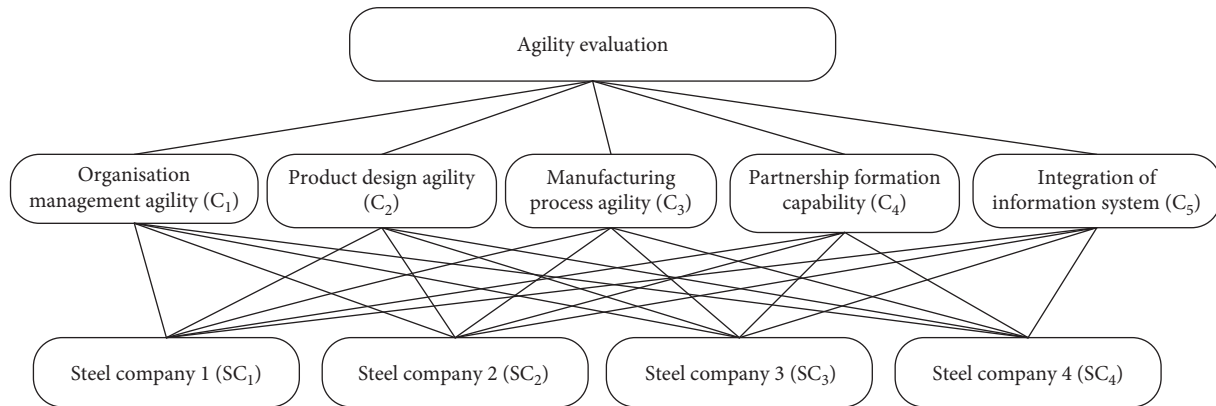 Agility evaluation
Organisation
management agility (C₁)
Product design agility
(C₂)
Manufacturing
process agility (C₃)
Partnership formation
capability (C₄)
Integration of
information system (C₅)
Steel company 1 (SC₁)
Steel company 2 (SC₂)
Steel company 3 (SC₃)
Steel company 4 (SC₄)